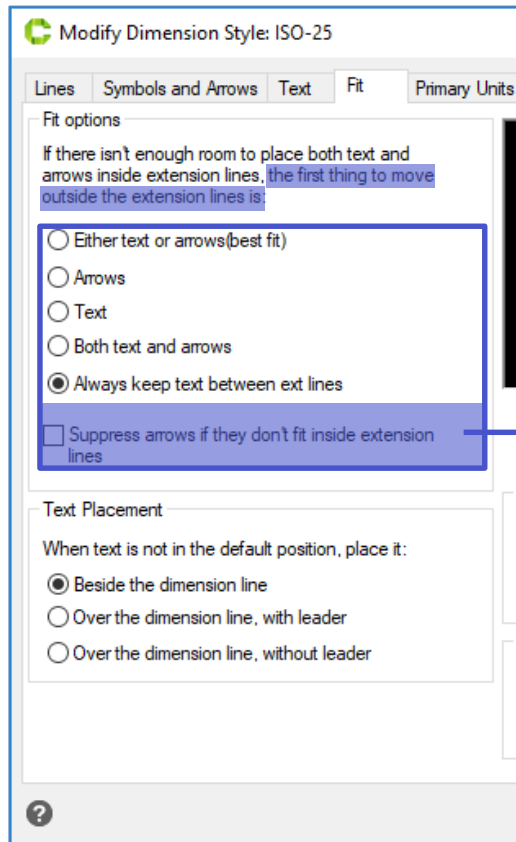 Modify Dimension Style: ISO-25
Lines Symbols and Arrows Text Fit Primary Units
Fit options
If there isn't enough room to place both text and
arrows inside extension lines, the first thing to move
outside the extension lines is:
Either text or arrows(best fit)
Arrows
Text
Both text and arrows
Always keep text between ext lines
Suppress arrows if they don't fit inside extension
lines
Text Placement
When text is not in the default position, place it:
Beside the dimension line
Over the dimension line, with leader
Over the dimension line, without leader
?